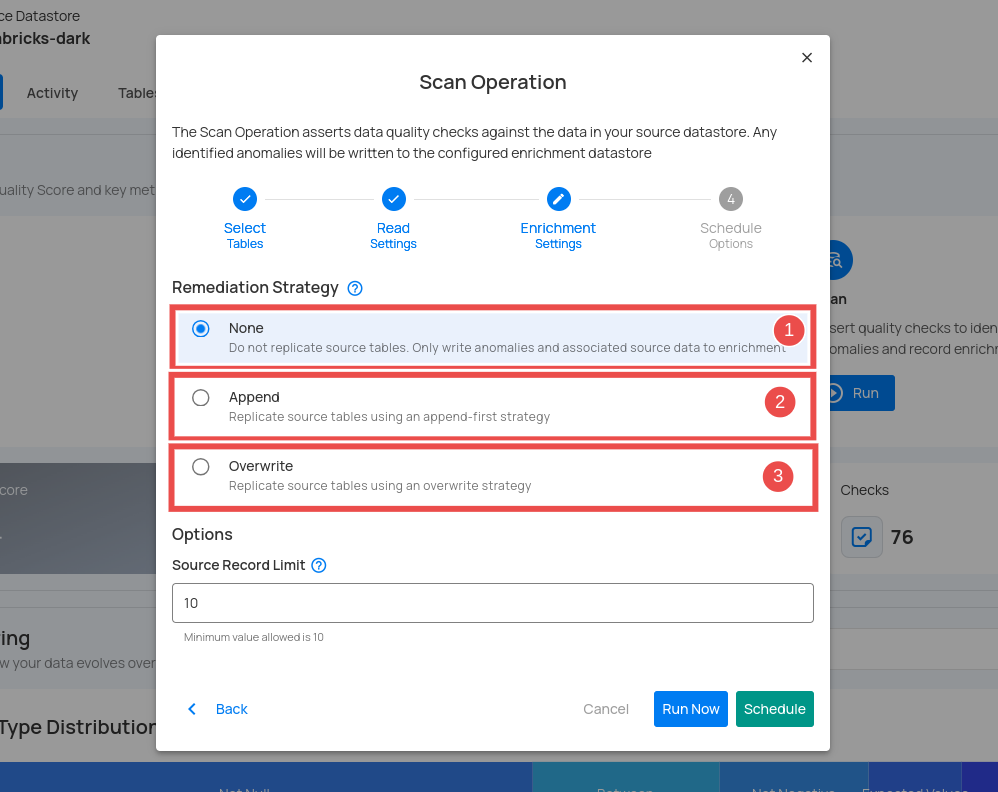 ce Datastore
bricks-dark
Activity
Tables
Scan Operation
The Scan Operation asserts data quality checks against the data in your source datastore. Any
identified anomalies will be written to the configured enrichment datastore
uality Score and key met
4
Select
Tables
Read
Settings
Enrichment
Settings
Schedule
Options
Remediation Strategy
an
None
1
Do not replicate source tables. Only write anomalies and associated source data to enrichment
sert quality checks to iden
omalies and record enrichr
Append
2
Replicate source tables using an append-first strategy
Run
Overwrite
3
Replicate source tables using an overwrite strategy
core
Checks
76
Options
Source Record Limit
10
Minimum value allowed is 10
ing
w your data evolves over
Back
Cancel
Run Now
Schedule
Type Distribution
Not Null
Between
Not Negative
Expected Values